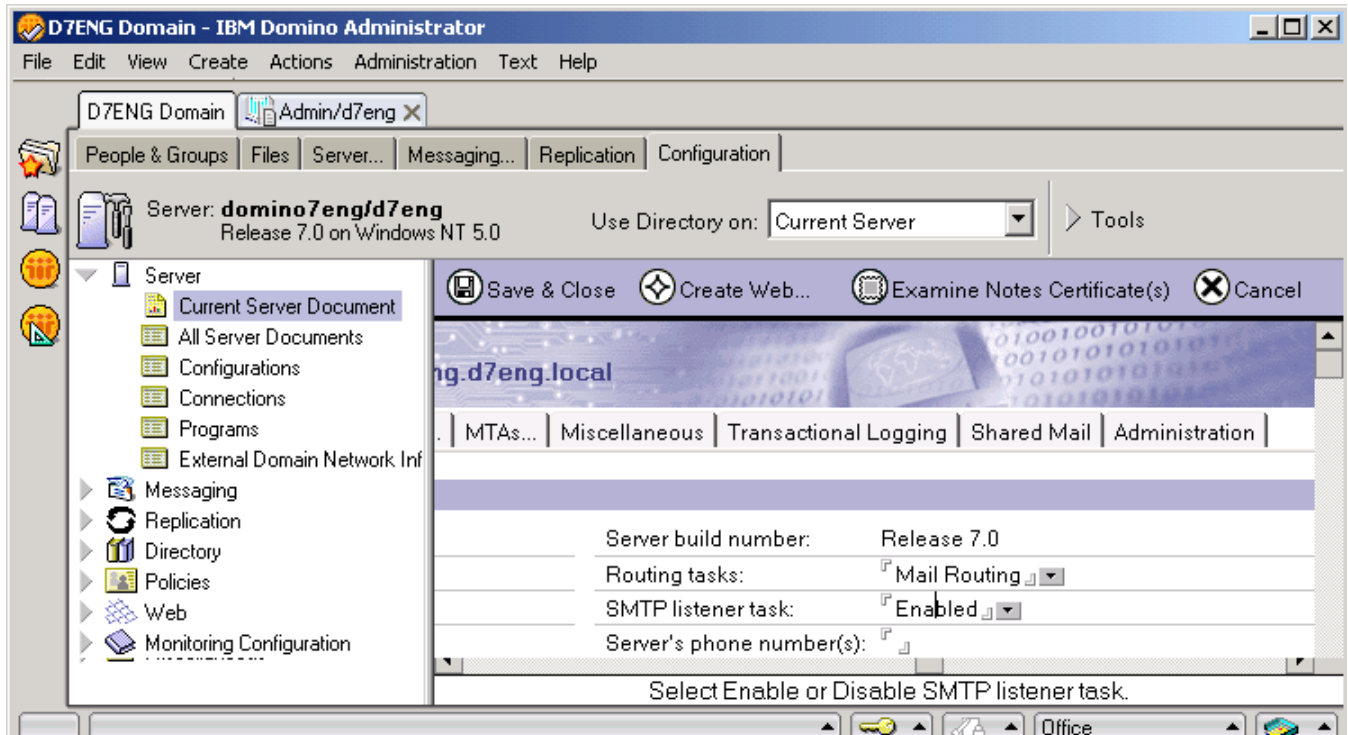 D7ENG Domain - IBM Domino Administrator
File Edit View Create Actions Administration Text Help
D7ENG Domain Admin/d7eng
People & Groups Files Server... Messaging... Replication Configuration
Server: domino7eng/d7eng
Release 7.0 on Windows NT 5.0
Use Directory on: Current Server
Tools
Server
Current Server Document
All Server Documents
Configurations
Connections
Programs
External Domain Network Inf
Messaging
Replication
Directory
Policies
Web
Monitoring Configuration
Save & Close Create Web... Examine Notes Certificate(s) Cancel
ng.d7eng.local
. MTAs... Miscellaneous Transactional Logging Shared Mail Administration
Server build number: Release 7.0
Routing tasks: Mail Routing
SMTP listener task: Enabled
Server's phone number(s):
Select Enable or Disable SMTP listener task.
Office